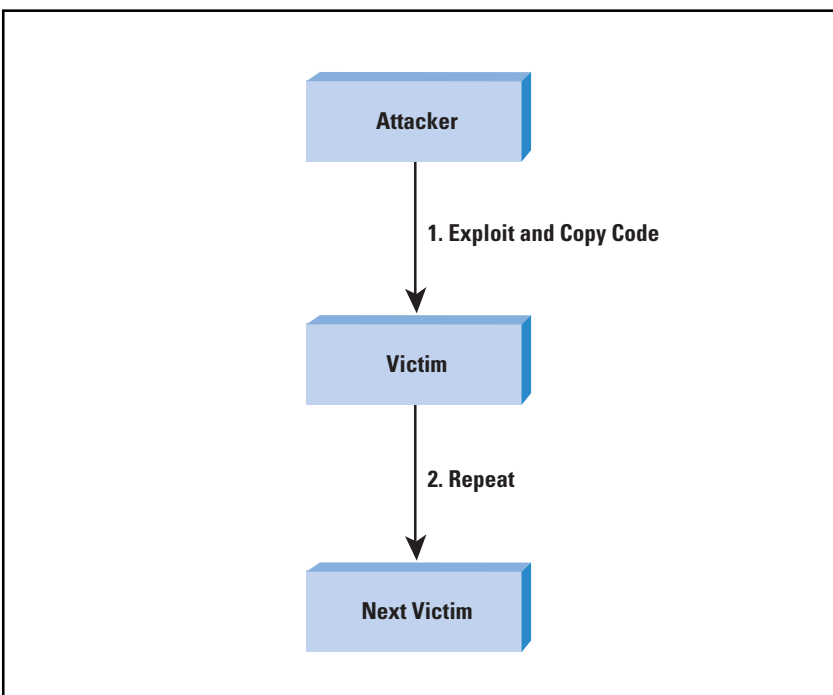 Attacker
1. Exploit and Copy Code
Victim
2. Repeat
Next Victim